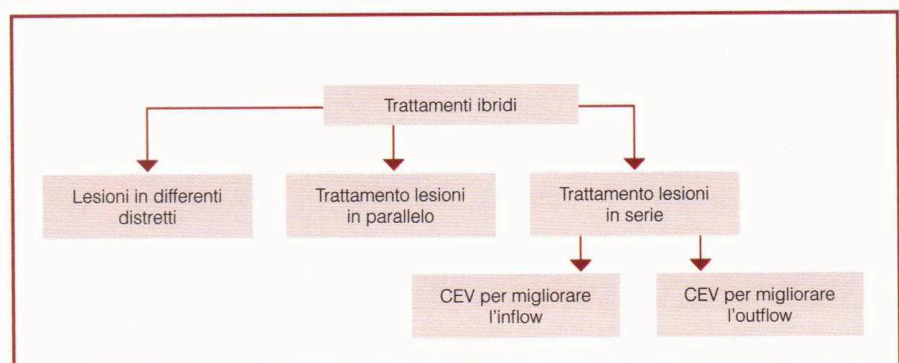 Trattamenti ibridi
Lesioni in differenti
distretti
Trattamento lesioni
in parallelo
Trattamento lesioni
in serie
CEV per migliorare
l'inflow
CEV per migliorare
l'outflow